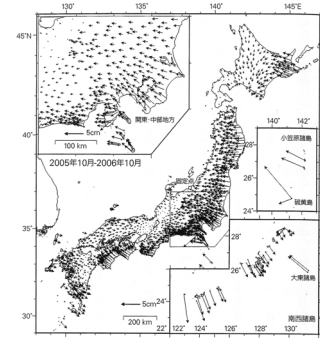 130° 135° 140° 145°E
45°N
関東・中部地方
5cm
100 km
40°
2005年10月-2006年10月
140° 142°
小笠原諸島
28°
26°
硫黄島
24°
固定点
35°
28°
26°
大東諸島
24°
5cm
200 km
南西諸島
30°
22° 122° 124° 126° 128° 130°
22°